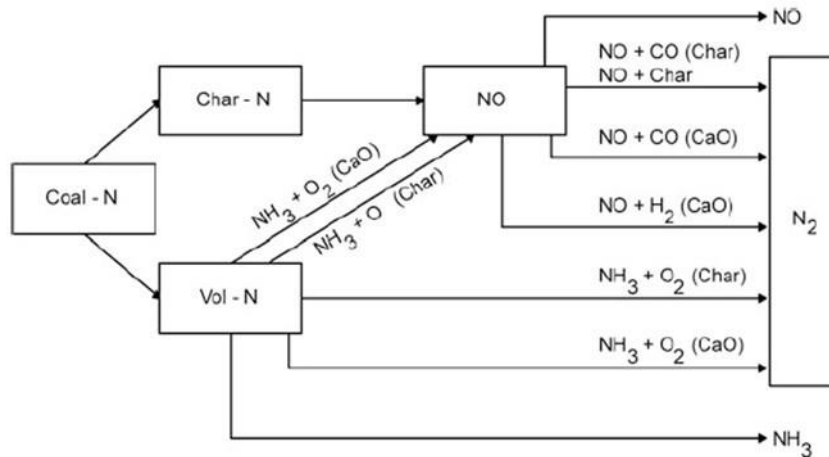 NO
NO + CO (Char)
NO + Char
Char - N
NO
NO + CO (CaO)
Coal - N
NH₃ + O₂ (CaO)
NH₃ + O (Char)
NO + H₂ (CaO)
N₂
Vol - N
NH₃ + O₂ (Char)
NH₃ + O₂ (CaO)
NH₃